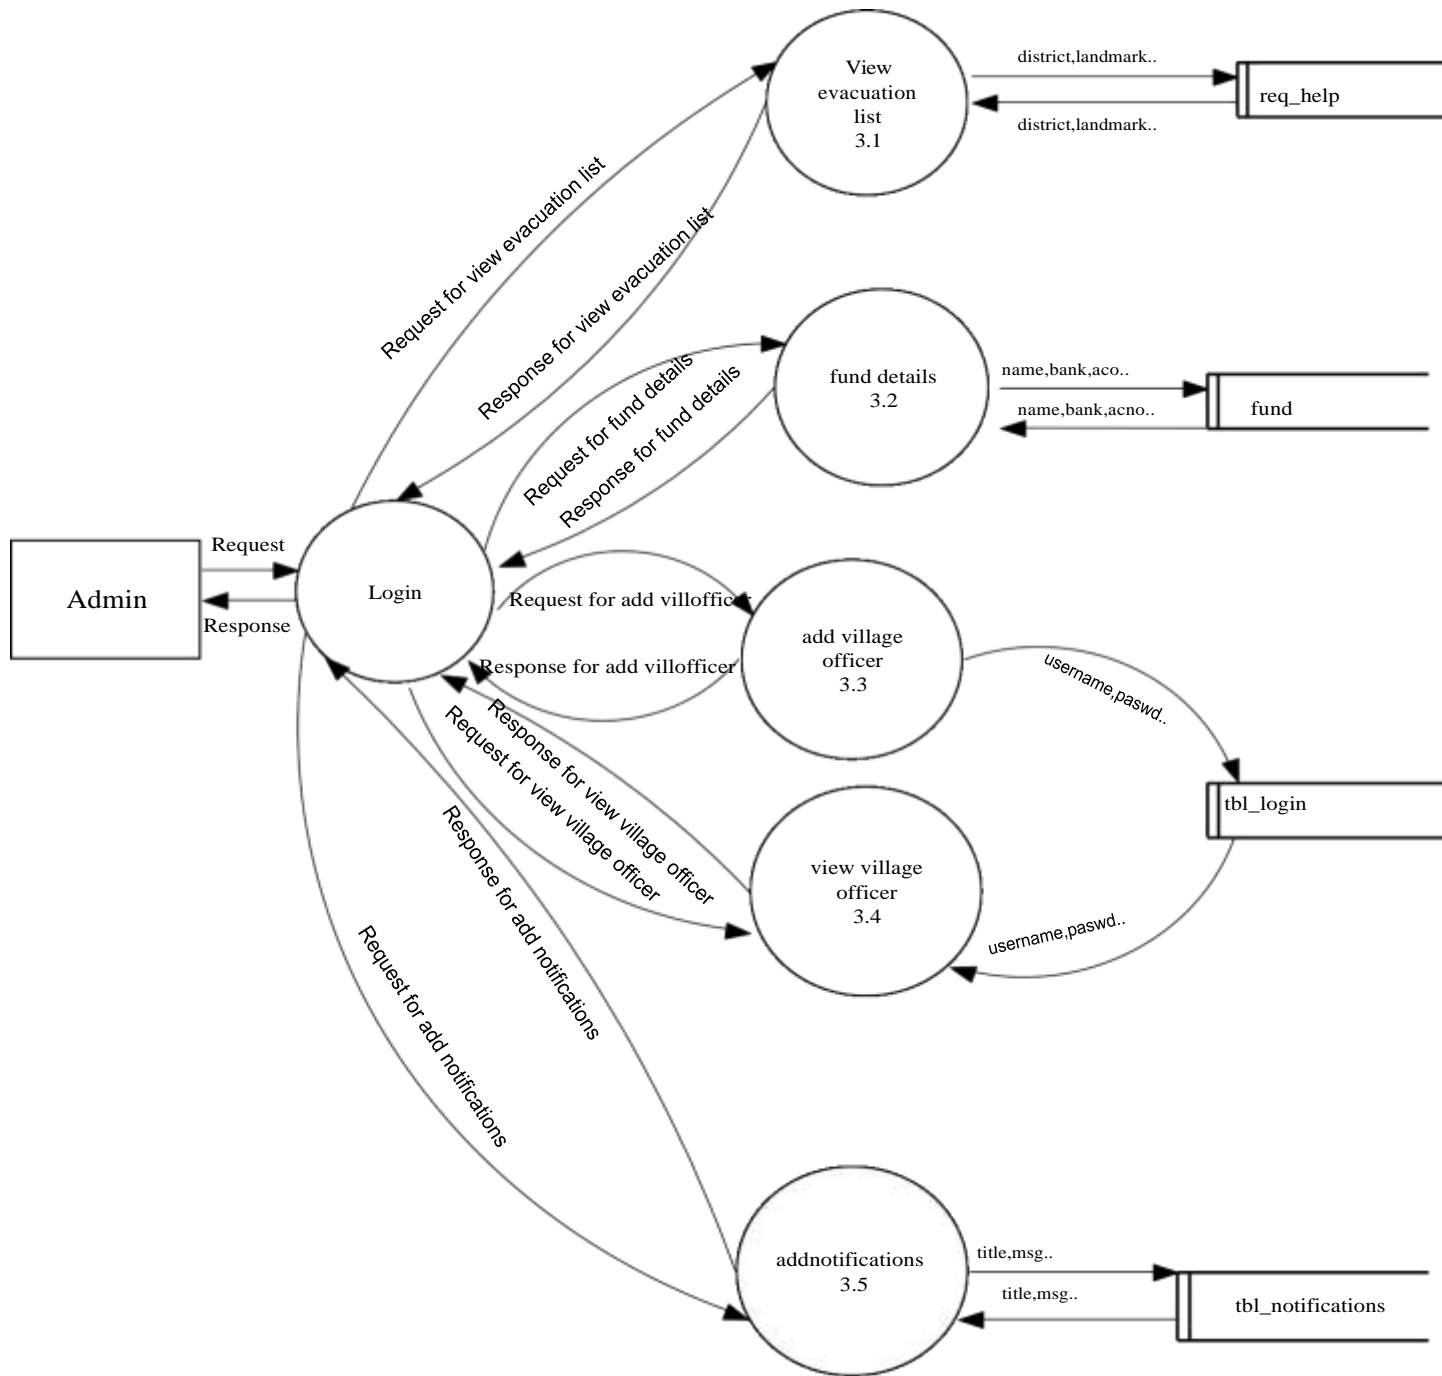 View
evacuation
list
3.1
district,landmark..
district,landmark..
req_help
Request for view evacuation list
Response for view evacuation list
fund details
3.2
name,bank,aco..
name,bank,acno..
fund
Request for fund details
Response for fund details
Admin
Request
Response
Login
Request for add villofficer
Response for add villofficer
add village
officer
3.3
username,paswd..
tbl_login
username,paswd..
view village
officer
3.4
Response for view village officer
Request for view village officer
Response for add notifications
Request for add notifications
addnotifications
3.5
title,msg..
title,msg..
tbl_notifications